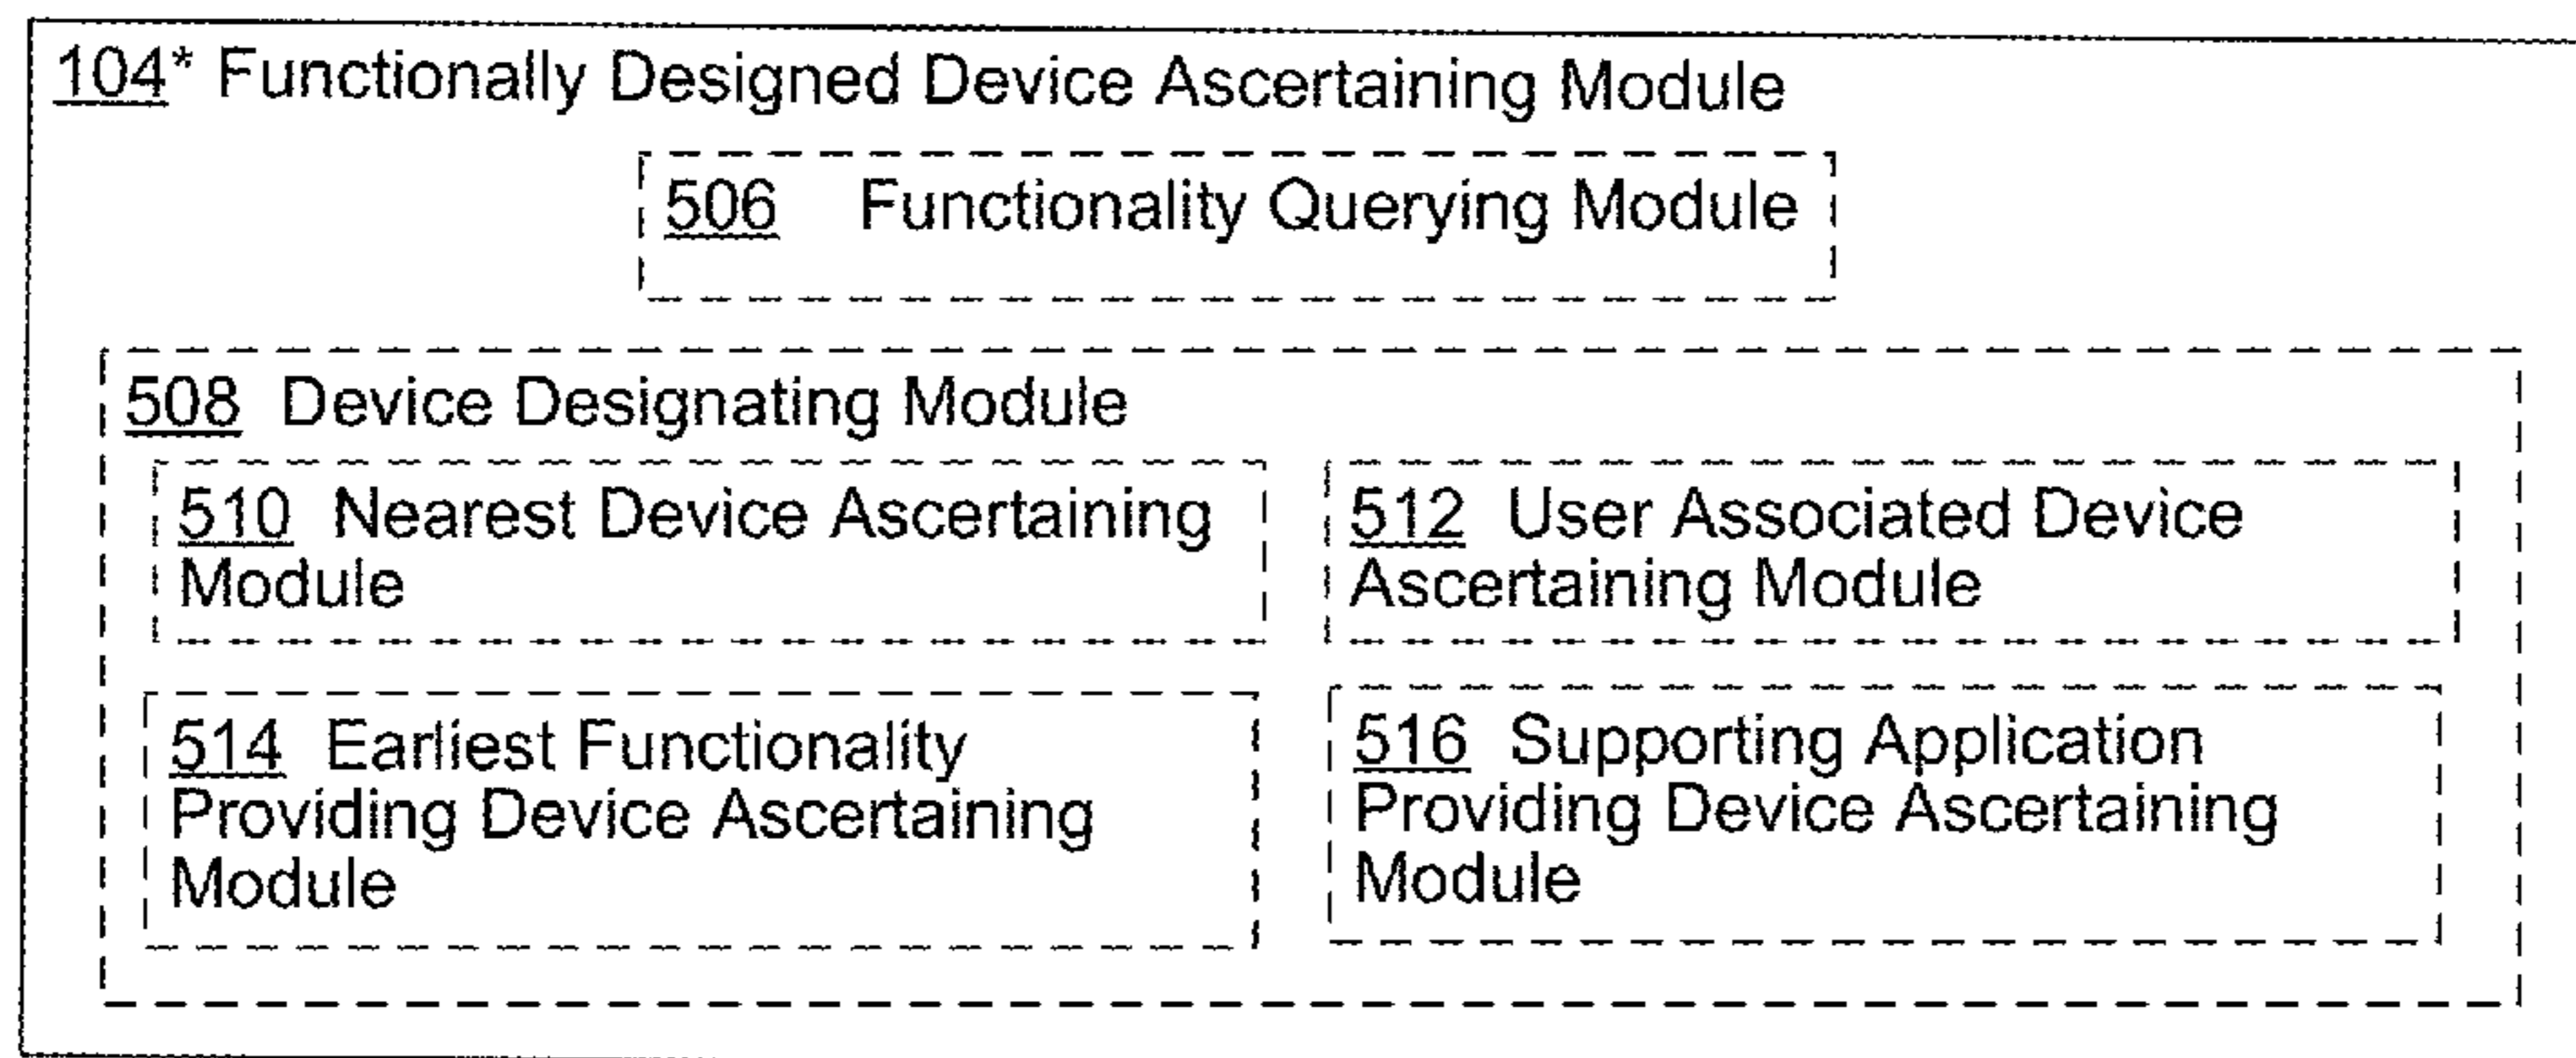 104* Functionally Designed Device Ascertaining Module
506 Functionality Querying Module
508 Device Designating Module
510 Nearest Device Ascertaining
Module
512 User Associated Device
Ascertaining Module
514 Earliest Functionality
Providing Device Ascertaining
Module
516 Supporting Application
Providing Device Ascertaining
Module